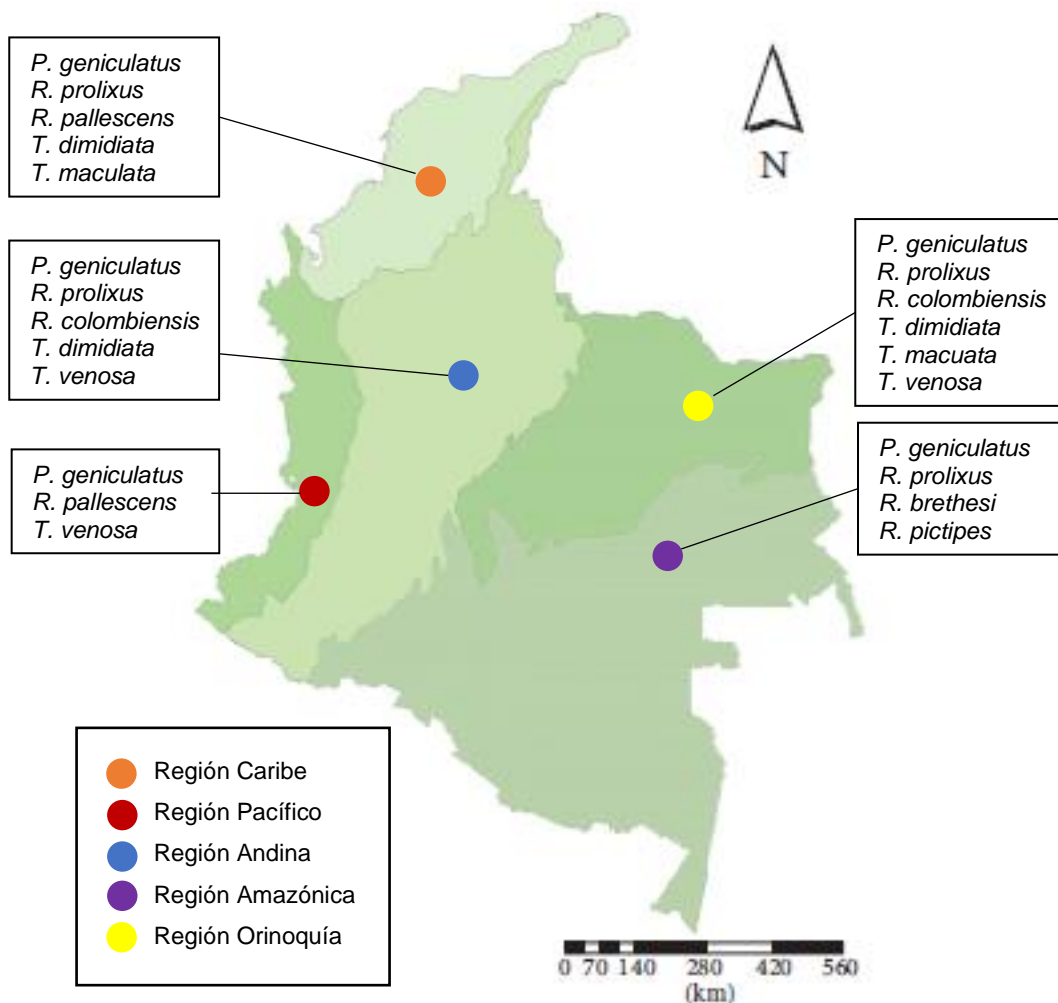 P. geniculatus
R. prolixus
R. pallescens
T. dimidiata
T. maculata
N
P. geniculatus
R. prolixus
R. colombiensis
T. dimidiata
T. venosa
P. geniculatus
R. prolixus
R. colombiensis
T. dimidiata
T. macuata
T. venosa
P. geniculatus
R. pallescens
T. venosa
P. geniculatus
R. prolixus
R. brethesi
R. pictipes
Región Caribe
Región Pacífico
Región Andina
Región Amazónica
Región Orinoquía
0 70 140 280 420 560
(km)